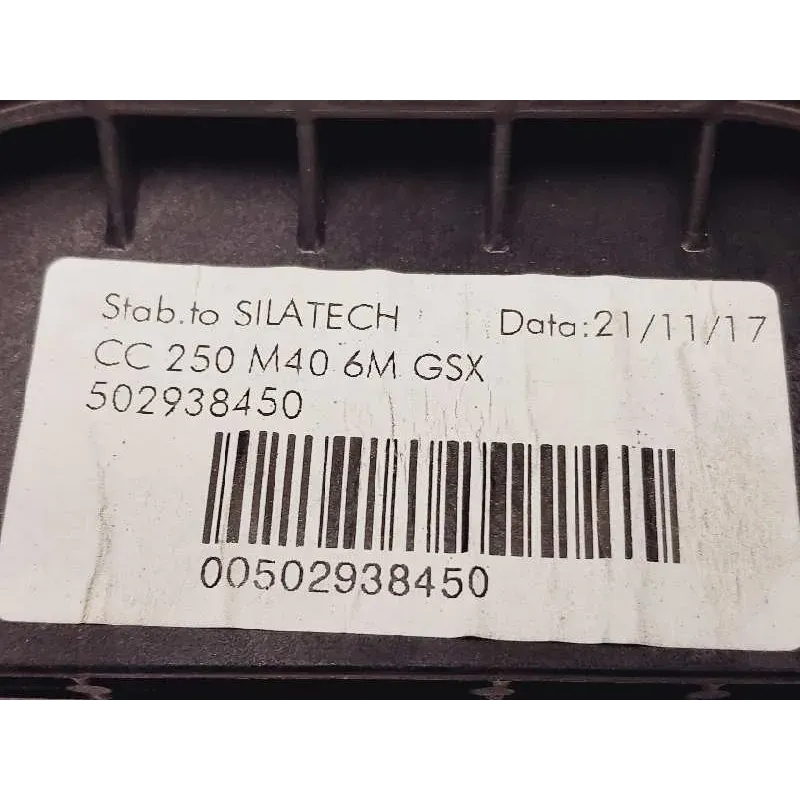 Stab.to SILATECH Data:21/11/17
CC 250 M40 6M GSX
502938450
00502938450